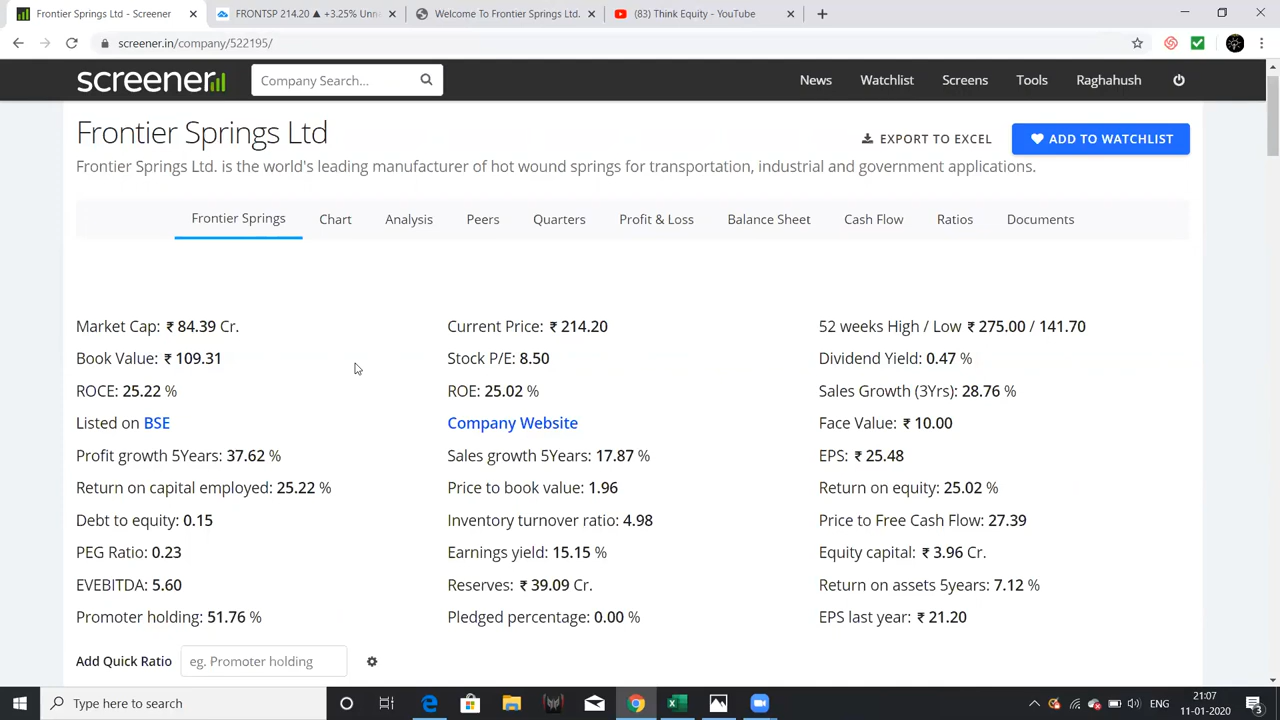 Frontier Springs Ltd - Screener
FRONTSP 214.20 ▲ +3.25% Unn
Welcome To Frontier Springs Ltd.
(83) Think Equity - YouTube
screener.in/company/522195/
screener
Company Search...
News
Watchlist
Screens
Tools
Raghahush
Frontier Springs Ltd
EXPORT TO EXCEL
ADD TO WATCHLIST
Frontier Springs Ltd. is the world's leading manufacturer of hot wound springs for transportation, industrial and government applications.
Frontier Springs
Chart
Analysis
Peers
Quarters
Profit & Loss
Balance Sheet
Cash Flow
Ratios
Documents
Market Cap: ₹ 84.39 Cr.
Current Price: ₹ 214.20
52 weeks High / Low ₹ 275.00 / 141.70
Book Value: ₹ 109.31
Stock P/E: 8.50
Dividend Yield: 0.47 %
ROCE: 25.22 %
ROE: 25.02 %
Sales Growth (3Yrs): 28.76 %
Listed on BSE
Company Website
Face Value: ₹ 10.00
Profit growth 5Years: 37.62 %
Sales growth 5Years: 17.87 %
EPS: ₹ 25.48
Return on capital employed: 25.22 %
Price to book value: 1.96
Return on equity: 25.02 %
Debt to equity: 0.15
Inventory turnover ratio: 4.98
Price to Free Cash Flow: 27.39
PEG Ratio: 0.23
Earnings yield: 15.15 %
Equity capital: ₹ 3.96 Cr.
EVEBITDA: 5.60
Reserves: ₹ 39.09 Cr.
Return on assets 5years: 7.12 %
Promoter holding: 51.76 %
Pledged percentage: 0.00 %
EPS last year: ₹ 21.20
Add Quick Ratio
eg. Promoter holding
Type here to search
ENG
21:07
11-01-2020
3